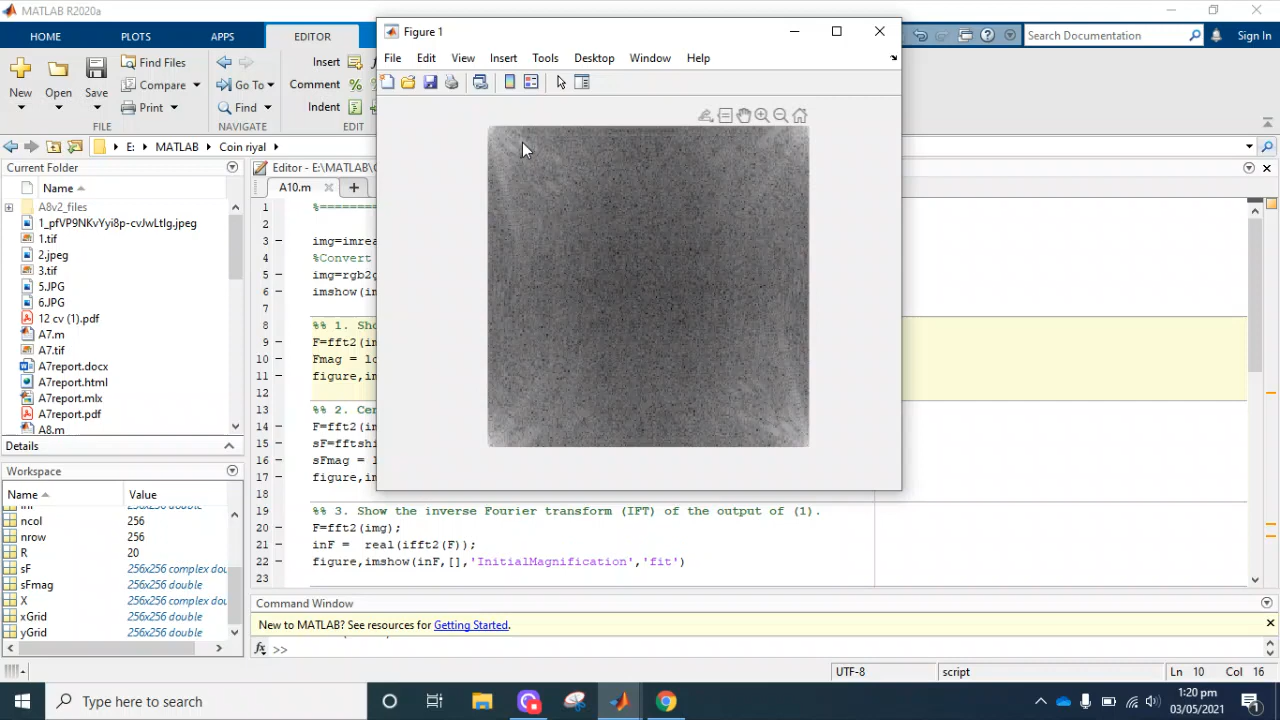 MATLAB R2020a
HOME PLOTS APPS EDITOR Search Documentation Sign In
New Open Save Find Files Compare Print
Go To Find
Insert Comment Indent
FILE NAVIGATE EDIT
E: MATLAB Coin riyal
Current Folder
Name
A8v2_files
1_pfVP9NKvYyi8p-cvJwLtIg.jpeg
1.tif
2.jpeg
3.tif
5.JPG
6.JPG
12 cv (1).pdf
A7.m
A7.tif
A7report.docx
A7report.html
A7report.mlx
A7report.pdf
A8.m
Details
Workspace
Name Value
ncol 256
nrow 256
R 20
sF 256x256 complex dou
sFmag 256x256 double
X 256x256 complex dou
xGrid 256x256 double
yGrid 256x256 double
Figure 1
File Edit View Insert Tools Desktop Window Help
Editor - E:\MATLAB\C
A10.m
1 %========
2
3 img=imrea
4 %Convert
5 img=rgb2g
6 imshow(im
7
8 %% 1. Sho
9 F=fft2(im
10 Fmag = lo
11 figure,im
12
13 %% 2. Cen
14 F=fft2(im
15 sF=fftshi
16 sFmag = l
17 figure,im
18
19 %% 3. Show the inverse Fourier transform (IFT) of the output of (1).
20 F=fft2(img);
21 inF = real(ifft2(F));
22 figure,imshow(inF,[],'InitialMagnification','fit')
23
Command Window
New to MATLAB? See resources for Getting Started.
fx >>
UTF-8 script Ln 10 Col 16
Type here to search
1:20 pm
03/05/2021
1